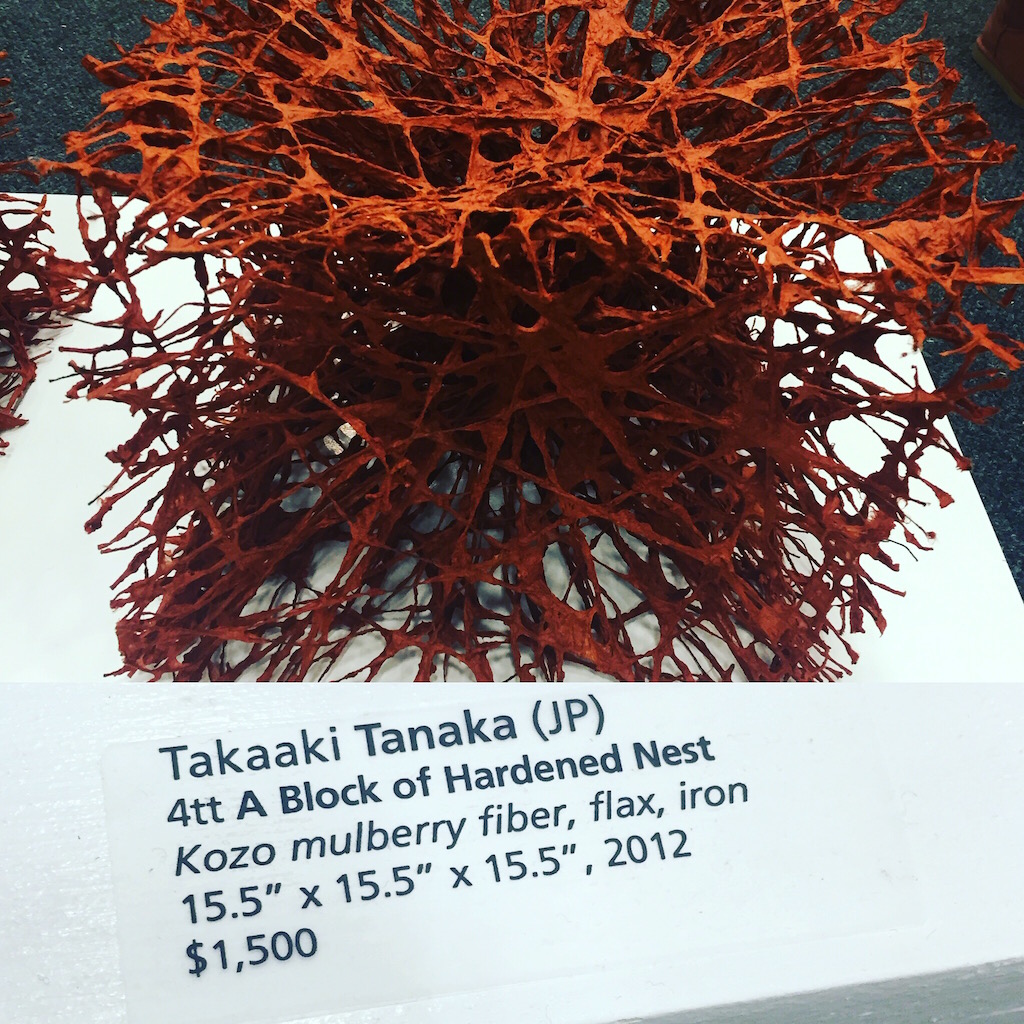 Takaaki Tanaka (JP)
4tt A Block of Hardened Nest
Kozo mulberry fiber, flax, iron
15.5” x 15.5” x 15.5”, 2012
$1,500